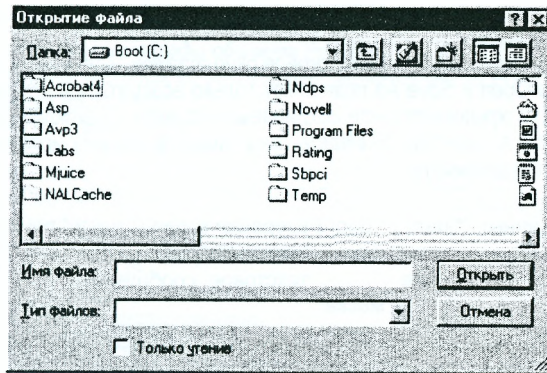 Открытие файла
Папка: Boot (C:)
Acrobat4 Ndps
Asp Novell
Avp3 Program Files
Labs Rating
Mjuice Sbpci
NALCache Temp
Имя файла: Открыть
Тип файлов: Отмена
Только чтение